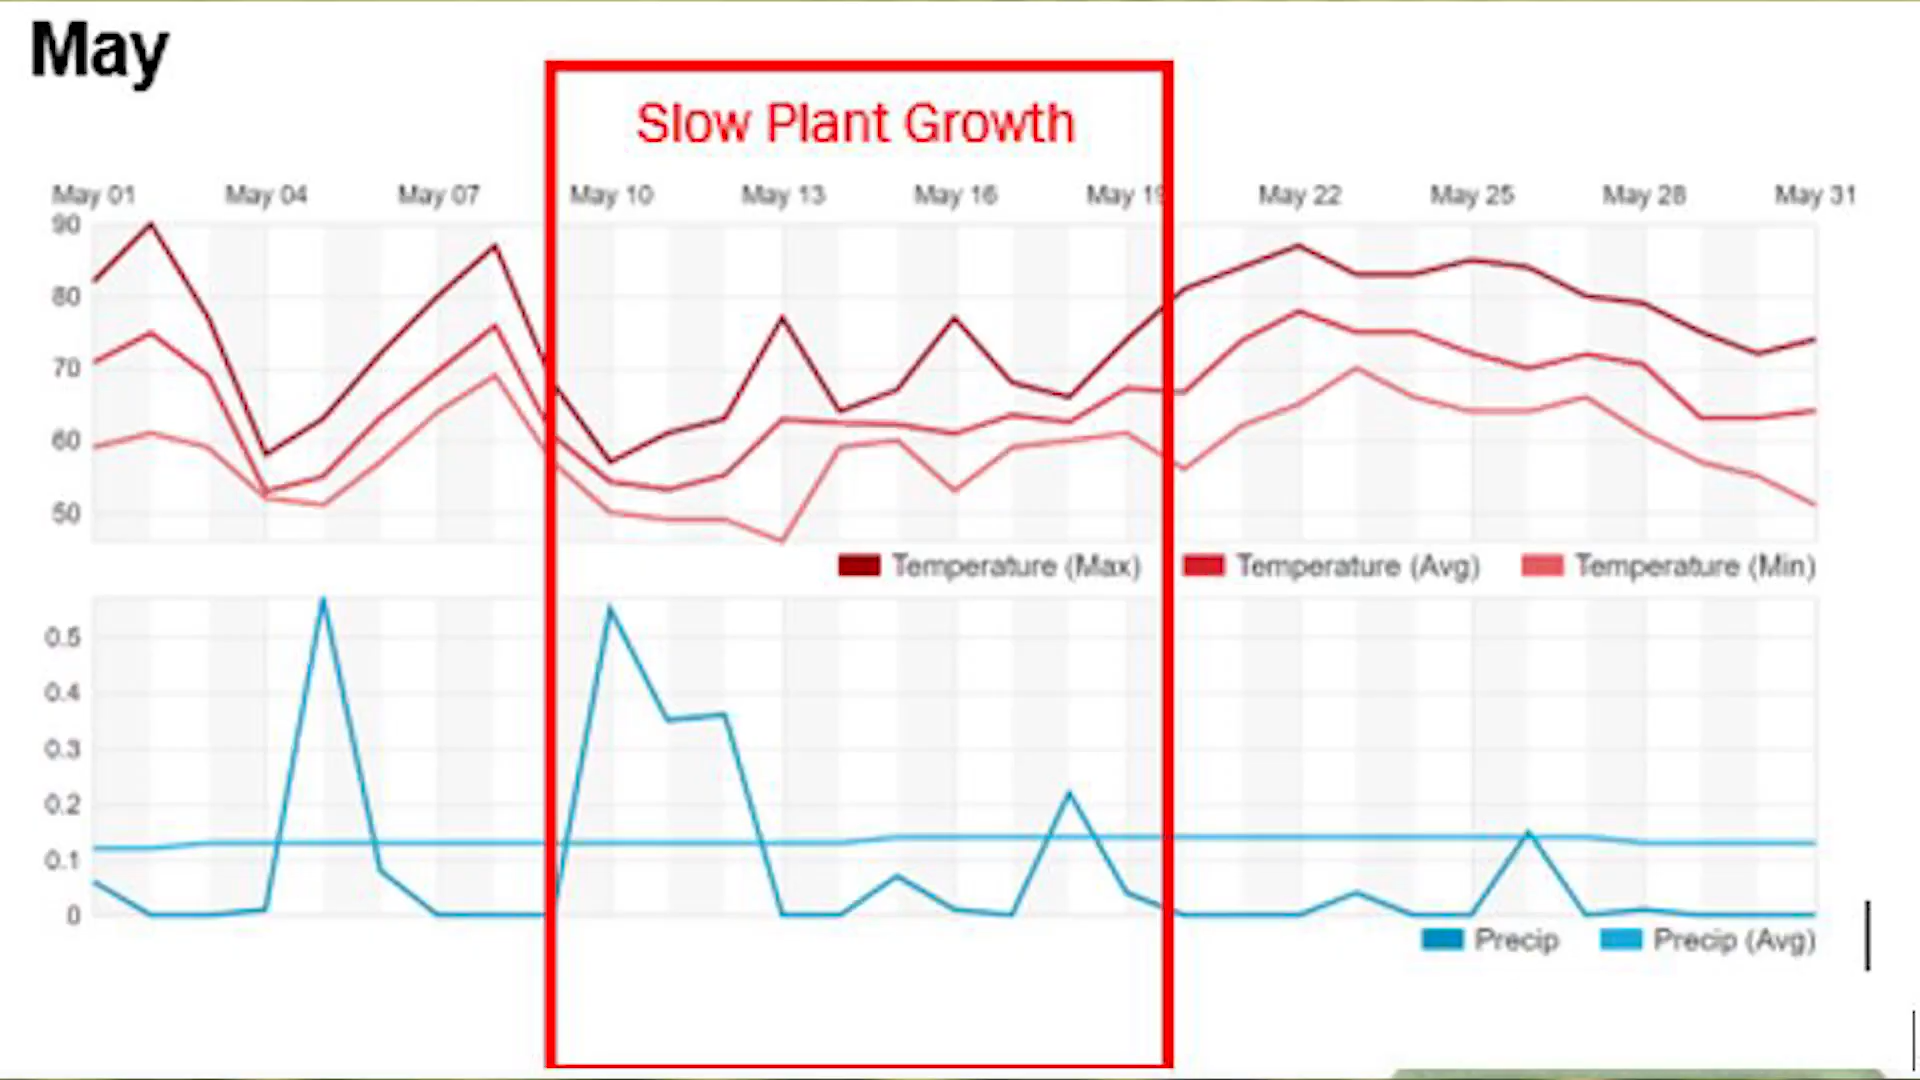 May
Slow Plant Growth
May 01 May 04 May 07 May 10 May 13 May 16 May 19 May 22 May 25 May 28 May 31
90
80
70
60
50
Temperature (Max) Temperature (Avg) Temperature (Min)
0.5
0.4
0.3
0.2
0.1
0
Precip Precip (Avg)